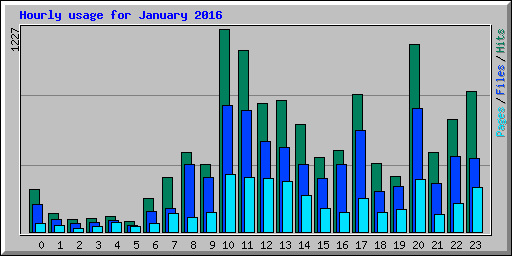 Hourly usage for January 2016
1227
Pages/Files/Hits
0 1 2 3 4 5 6 7 8 9 10 11 12 13 14 15 16 17 18 19 20 21 22 23